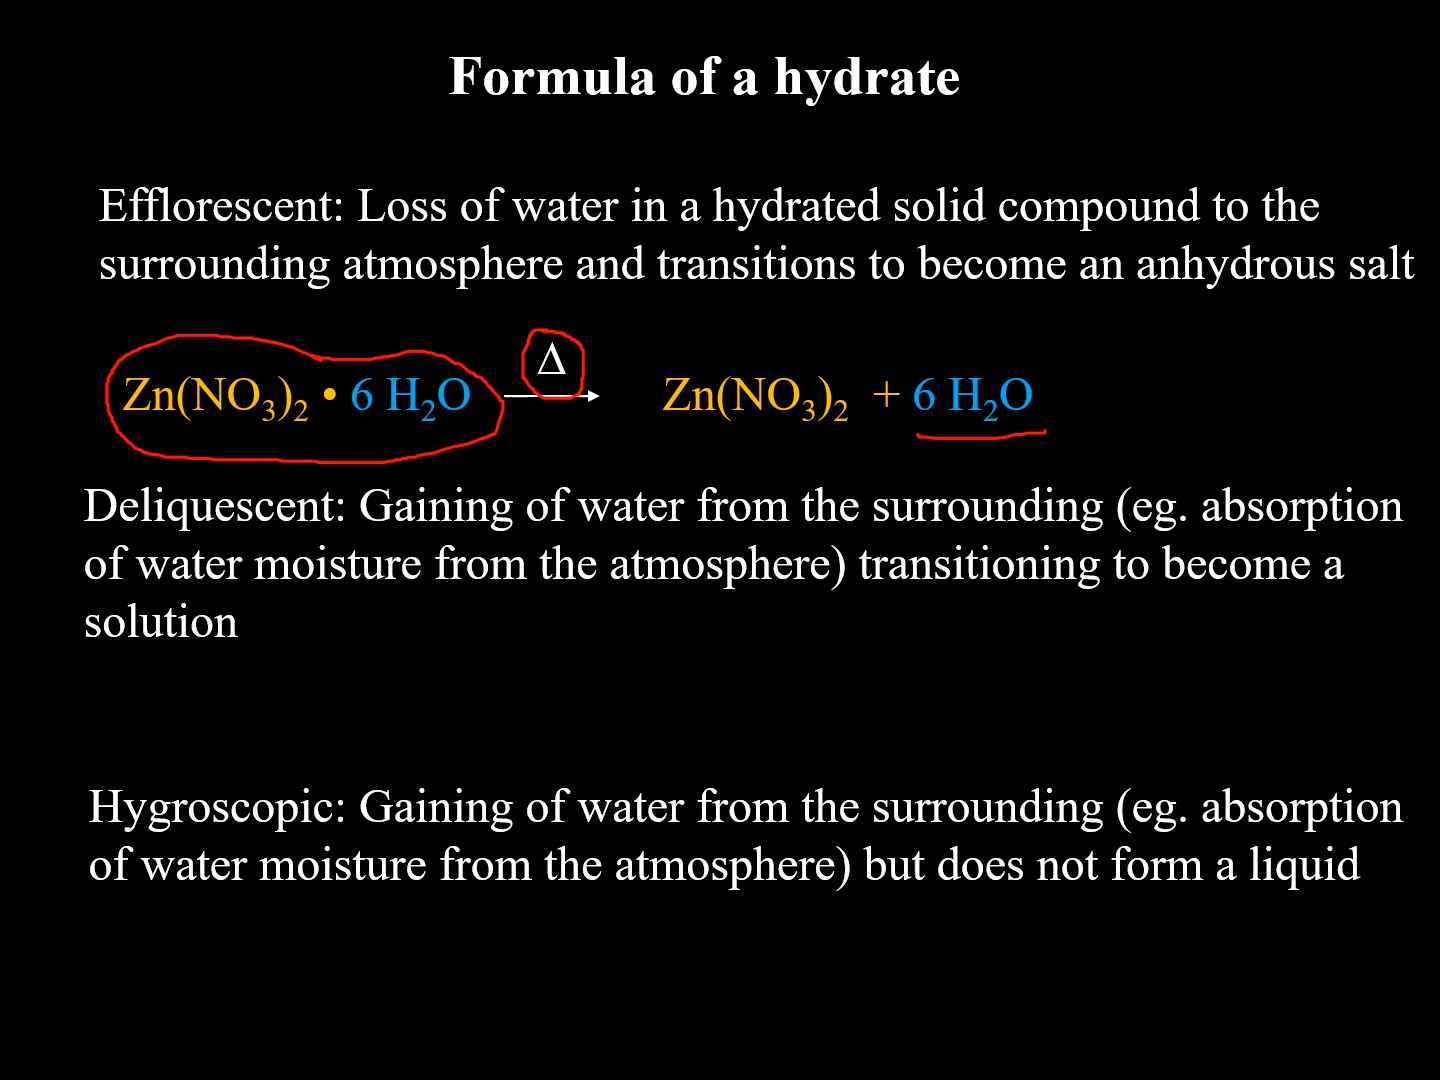 Formula of a hydrate
Efflorescent: Loss of water in a hydrated solid compound to the
surrounding atmosphere and transitions to become an anhydrous salt
Δ
Zn(NO₃)₂ • 6 H₂O → Zn(NO₃)₂ + 6 H₂O
Deliquescent: Gaining of water from the surrounding (eg. absorption
of water moisture from the atmosphere) transitioning to become a
solution
Hygroscopic: Gaining of water from the surrounding (eg. absorption
of water moisture from the atmosphere) but does not form a liquid